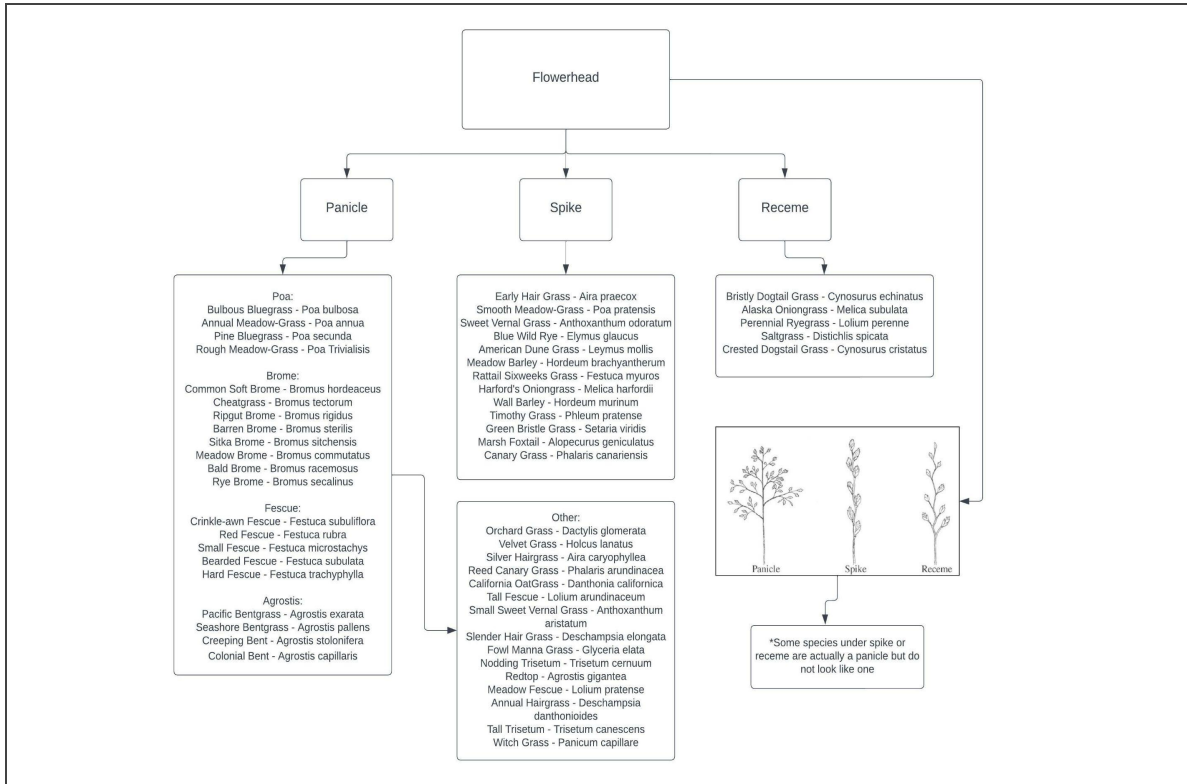 Flowerhead
Panicle
Spike
Receme
Poa:
Bulbous Bluegrass - Poa bulbosa
Annual Meadow-Grass - Poa annua
Pine Bluegrass - Poa secunda
Rough Meadow-Grass - Poa Trivialisis
Brome:
Common Soft Brome - Bromus hordeaceus
Cheatgrass - Bromus tectorum
Ripgut Brome - Bromus rigidus
Barren Brome - Bromus sterilis
Sitka Brome - Bromus sitchensis
Meadow Brome - Bromus commutatus
Bald Brome - Bromus racemosus
Rye Brome - Bromus secalinus
Fescue:
Crinkle-awn Fescue - Festuca subuliflora
Red Fescue - Festuca rubra
Small Fescue - Festuca microstachys
Bearded Fescue - Festuca subulata
Hard Fescue - Festuca trachyphylla
Agrostis:
Pacific Bentgrass - Agrostis exarata
Seashore Bentgrass - Agrostis pallens
Creeping Bent - Agrostis stolonifera
Colonial Bent - Agrostis capillaris
Early Hair Grass - Aira praecox
Smooth Meadow-Grass - Poa pratensis
Sweet Vernal Grass - Anthoxanthum odoratum
Blue Wild Rye - Elymus glaucus
American Dune Grass - Leymus mollis
Meadow Barley - Hordeum brachyantherum
Rattail Sixweeks Grass - Festuca myuros
Harford's Oniongrass - Melica harfordii
Wall Barley - Hordeum murinum
Timothy Grass - Phleum pratense
Green Bristle Grass - Setaria viridis
Marsh Foxtail - Alopecurus geniculatus
Canary Grass - Phalaris canariensis
Other:
Orchard Grass - Dactylis glomerata
Velvet Grass - Holcus lanatus
Silver Hairgrass - Aira caryophyllea
Reed Canary Grass - Phalaris arundinacea
California OatGrass - Danthonia californica
Tall Fescue - Lolium arundinaceum
Small Sweet Vernal Grass - Anthoxanthum
aristatum
Slender Hair Grass - Deschampsia elongata
Fowl Manna Grass - Glyceria elata
Nodding Trisetum - Trisetum cernuum
Redtop - Agrostis gigantea
Meadow Fescue - Lolium pratense
Annual Hairgrass - Deschampsia
danthonioides
Tall Trisetum - Trisetum canescens
Witch Grass - Panicum capillare
Bristly Dogtail Grass - Cynosurus echinatus
Alaska Oniongrass - Melica subulata
Perennial Ryegrass - Lolium perenne
Saltgrass - Distichlis spicata
Crested Dogstail Grass - Cynosurus cristatus
Panicle
Spike
Receme
*Some species under spike or
receme are actually a panicle but do
not look like one